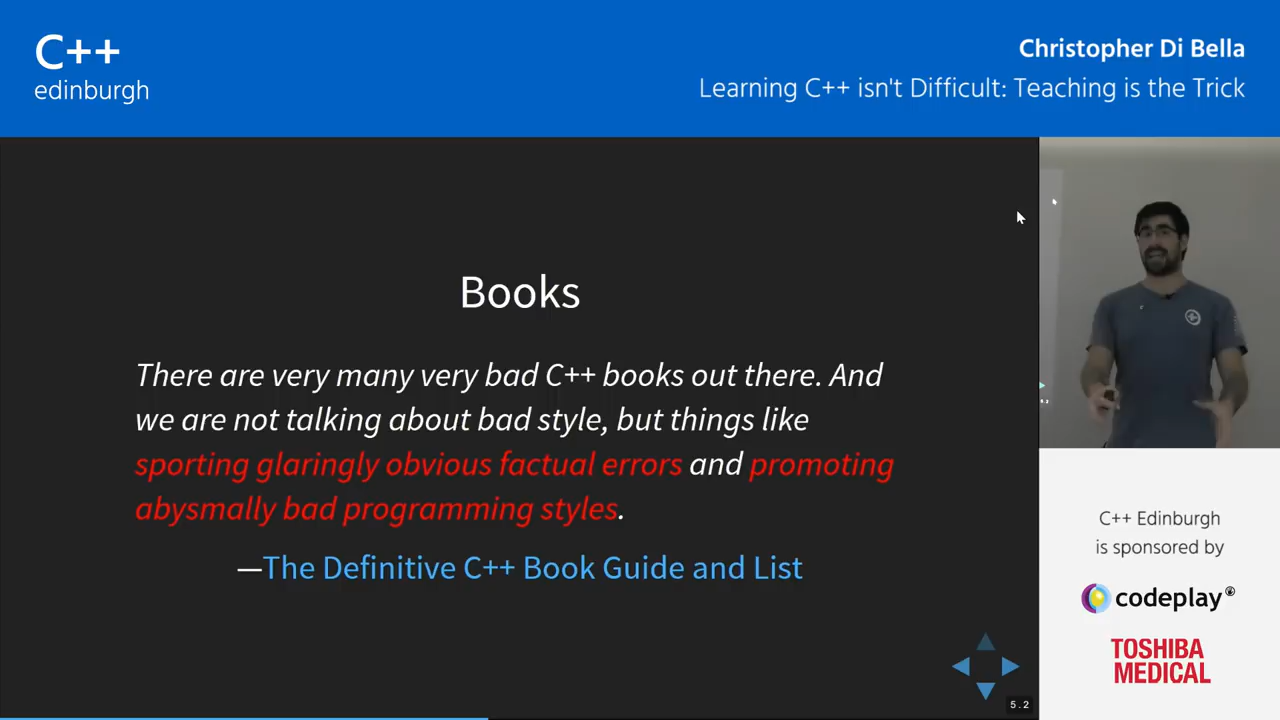 C++
edinburgh
Christopher Di Bella
Learning C++ isn't Difficult: Teaching is the Trick
Books
There are very many very bad C++ books out there. And
we are not talking about bad style, but things like
sporting glaringly obvious factual errors and promoting
abysmally bad programming styles.
—The Definitive C++ Book Guide and List
5.2
C++ Edinburgh
is sponsored by
codeplay®
TOSHIBA
MEDICAL